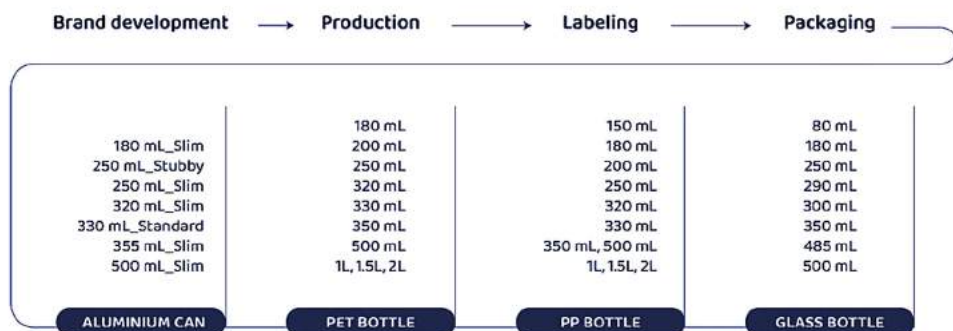 Brand development → Production → Labeling → Packaging
180 mL_Slim
250 mL_Stubby
250 mL_Slim
320 mL_Slim
330 mL_Standard
355 mL_Slim
500 mL_Slim
ALUMINIUM CAN
180 mL
200 mL
250 mL
320 mL
330 mL
350 mL
500 mL
1L, 1.5L, 2L
PET BOTTLE
150 mL
180 mL
200 mL
250 mL
320 mL
330 mL
350 mL, 500 mL
1L, 1.5L, 2L
PP BOTTLE
80 mL
180 mL
250 mL
290 mL
300 mL
350 mL
485 mL
500 mL
GLASS BOTTLE